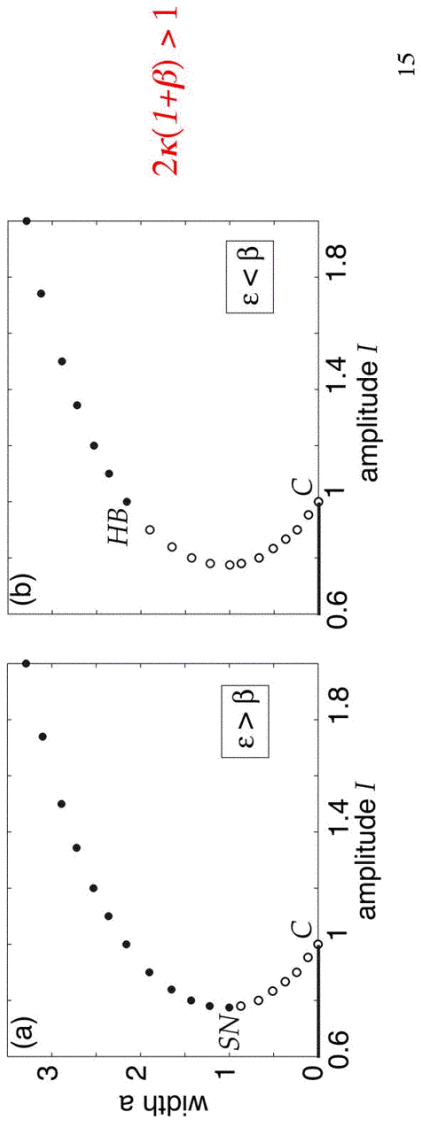 (a)
width a
3
2
1
0
SN
C
ε > β
0.6
1
1.4
1.8
amplitude I
(b)
HB
C
ε < β
0.6
1
1.4
1.8
amplitude I
2κ(1+β) > 1
15